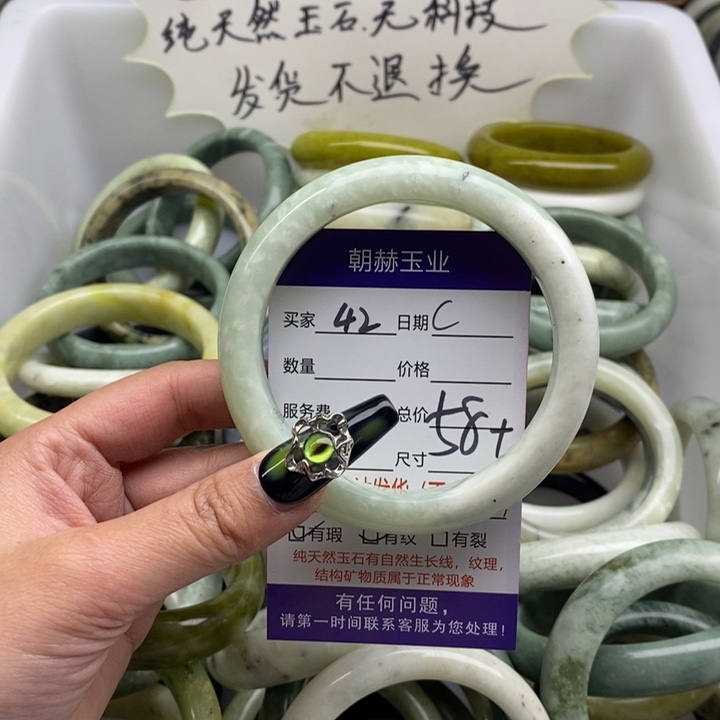 纯天然玉石.无科技
发货不退换
朝赫玉业
买家 42 日期 C
数量 价格
服务费 总价 58+
尺寸
发货
有瑕 有纹 有裂
纯天然玉石有自然生长线，纹理，
结构矿物质属于正常现象
有任何问题，
请第一时间联系客服为您处理！